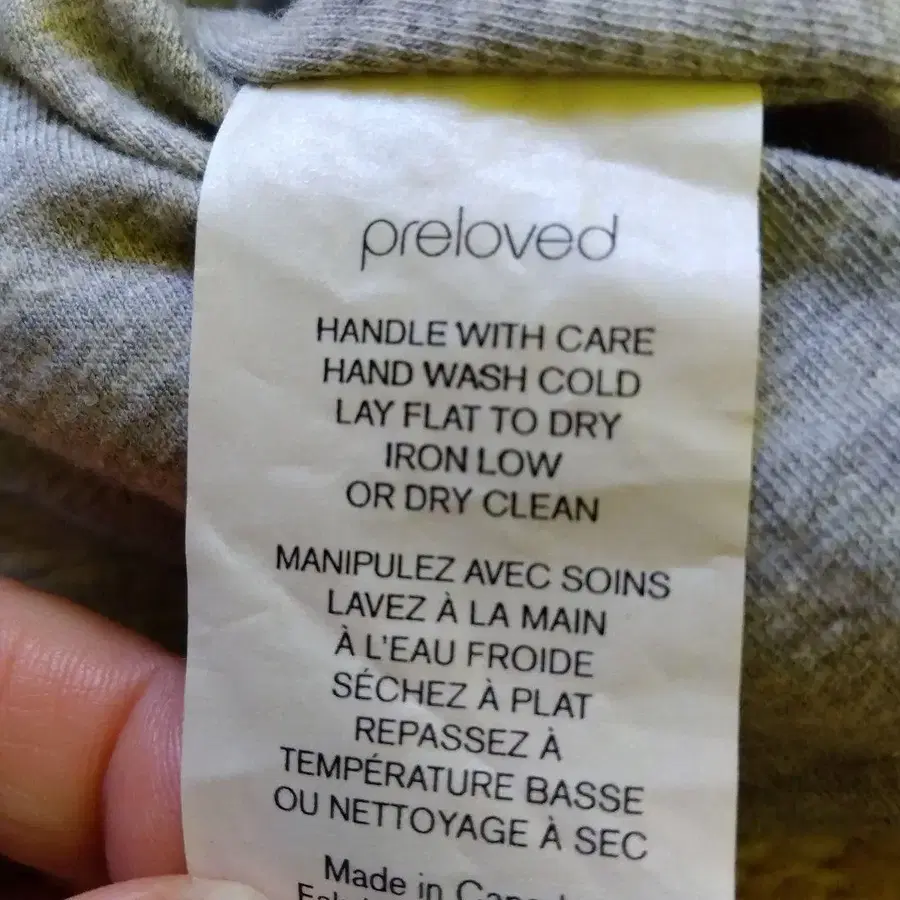 preloved
HANDLE WITH CARE
HAND WASH COLD
LAY FLAT TO DRY
IRON LOW
OR DRY CLEAN
MANIPULEZ AVEC SOINS
LAVEZ À LA MAIN
À L'EAU FROIDE
SÉCHEZ À PLAT
REPASSEZ À
TEMPÉRATURE BASSE
OU NETTOYAGE À SEC
Made in